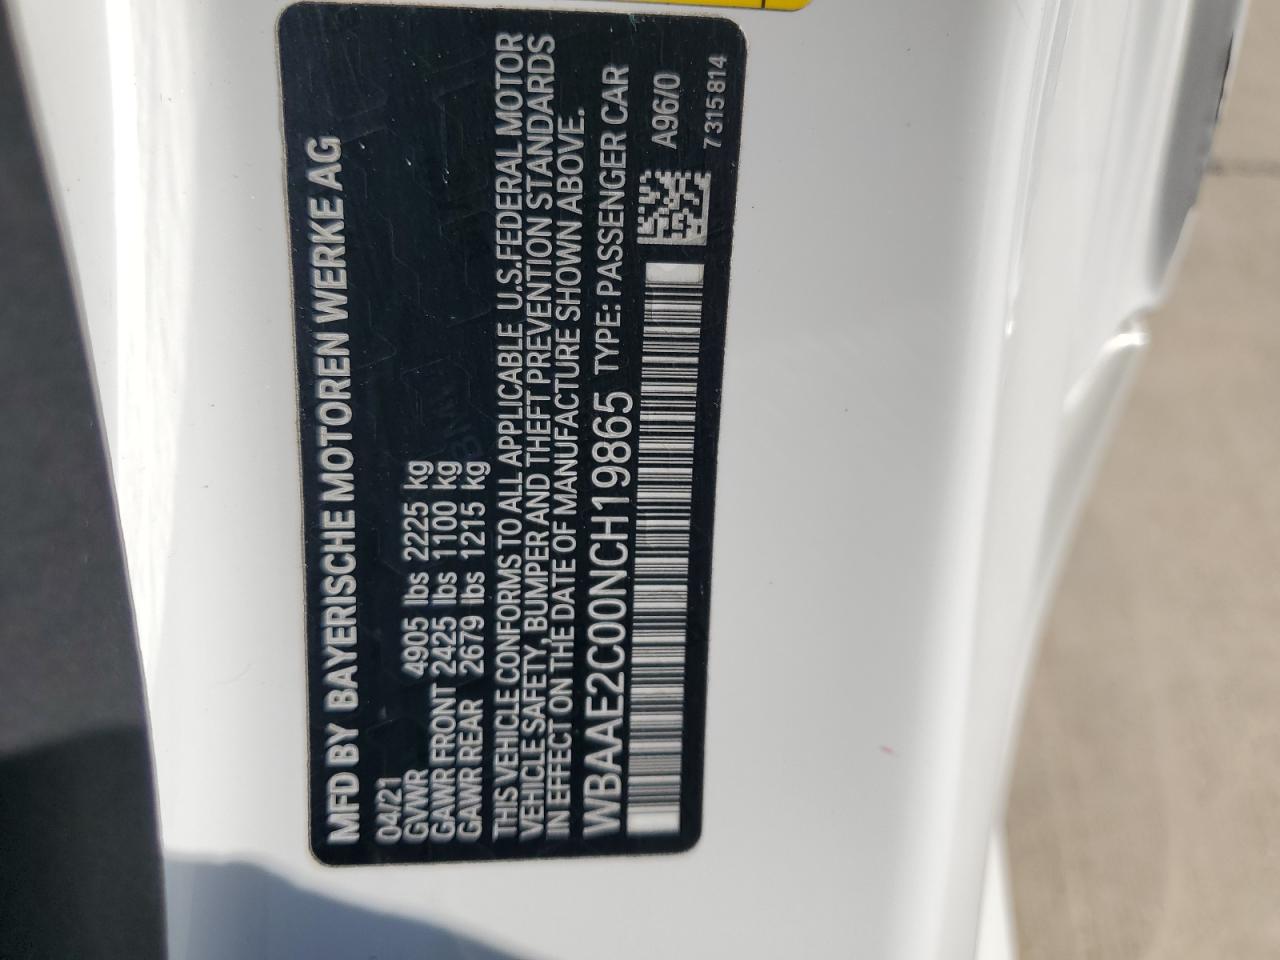 MFD BY BAYERISCHE MOTOREN WERKE AG
04/21
GVWR 4905 lbs 2225 kg
GAWR FRONT 2425 lbs 1100 kg
GAWR REAR 2679 lbs 1215 kg
THIS VEHICLE CONFORMS TO ALL APPLICABLE U.S.FEDERAL MOTOR
VEHICLE SAFETY, BUMPER AND THEFT PREVENTION STANDARDS
IN EFFECT ON THE DATE OF MANUFACTURE SHOWN ABOVE.
WBAAE2C00NCH19865 TYPE: PASSENGER CAR
A96/0
7 315 814